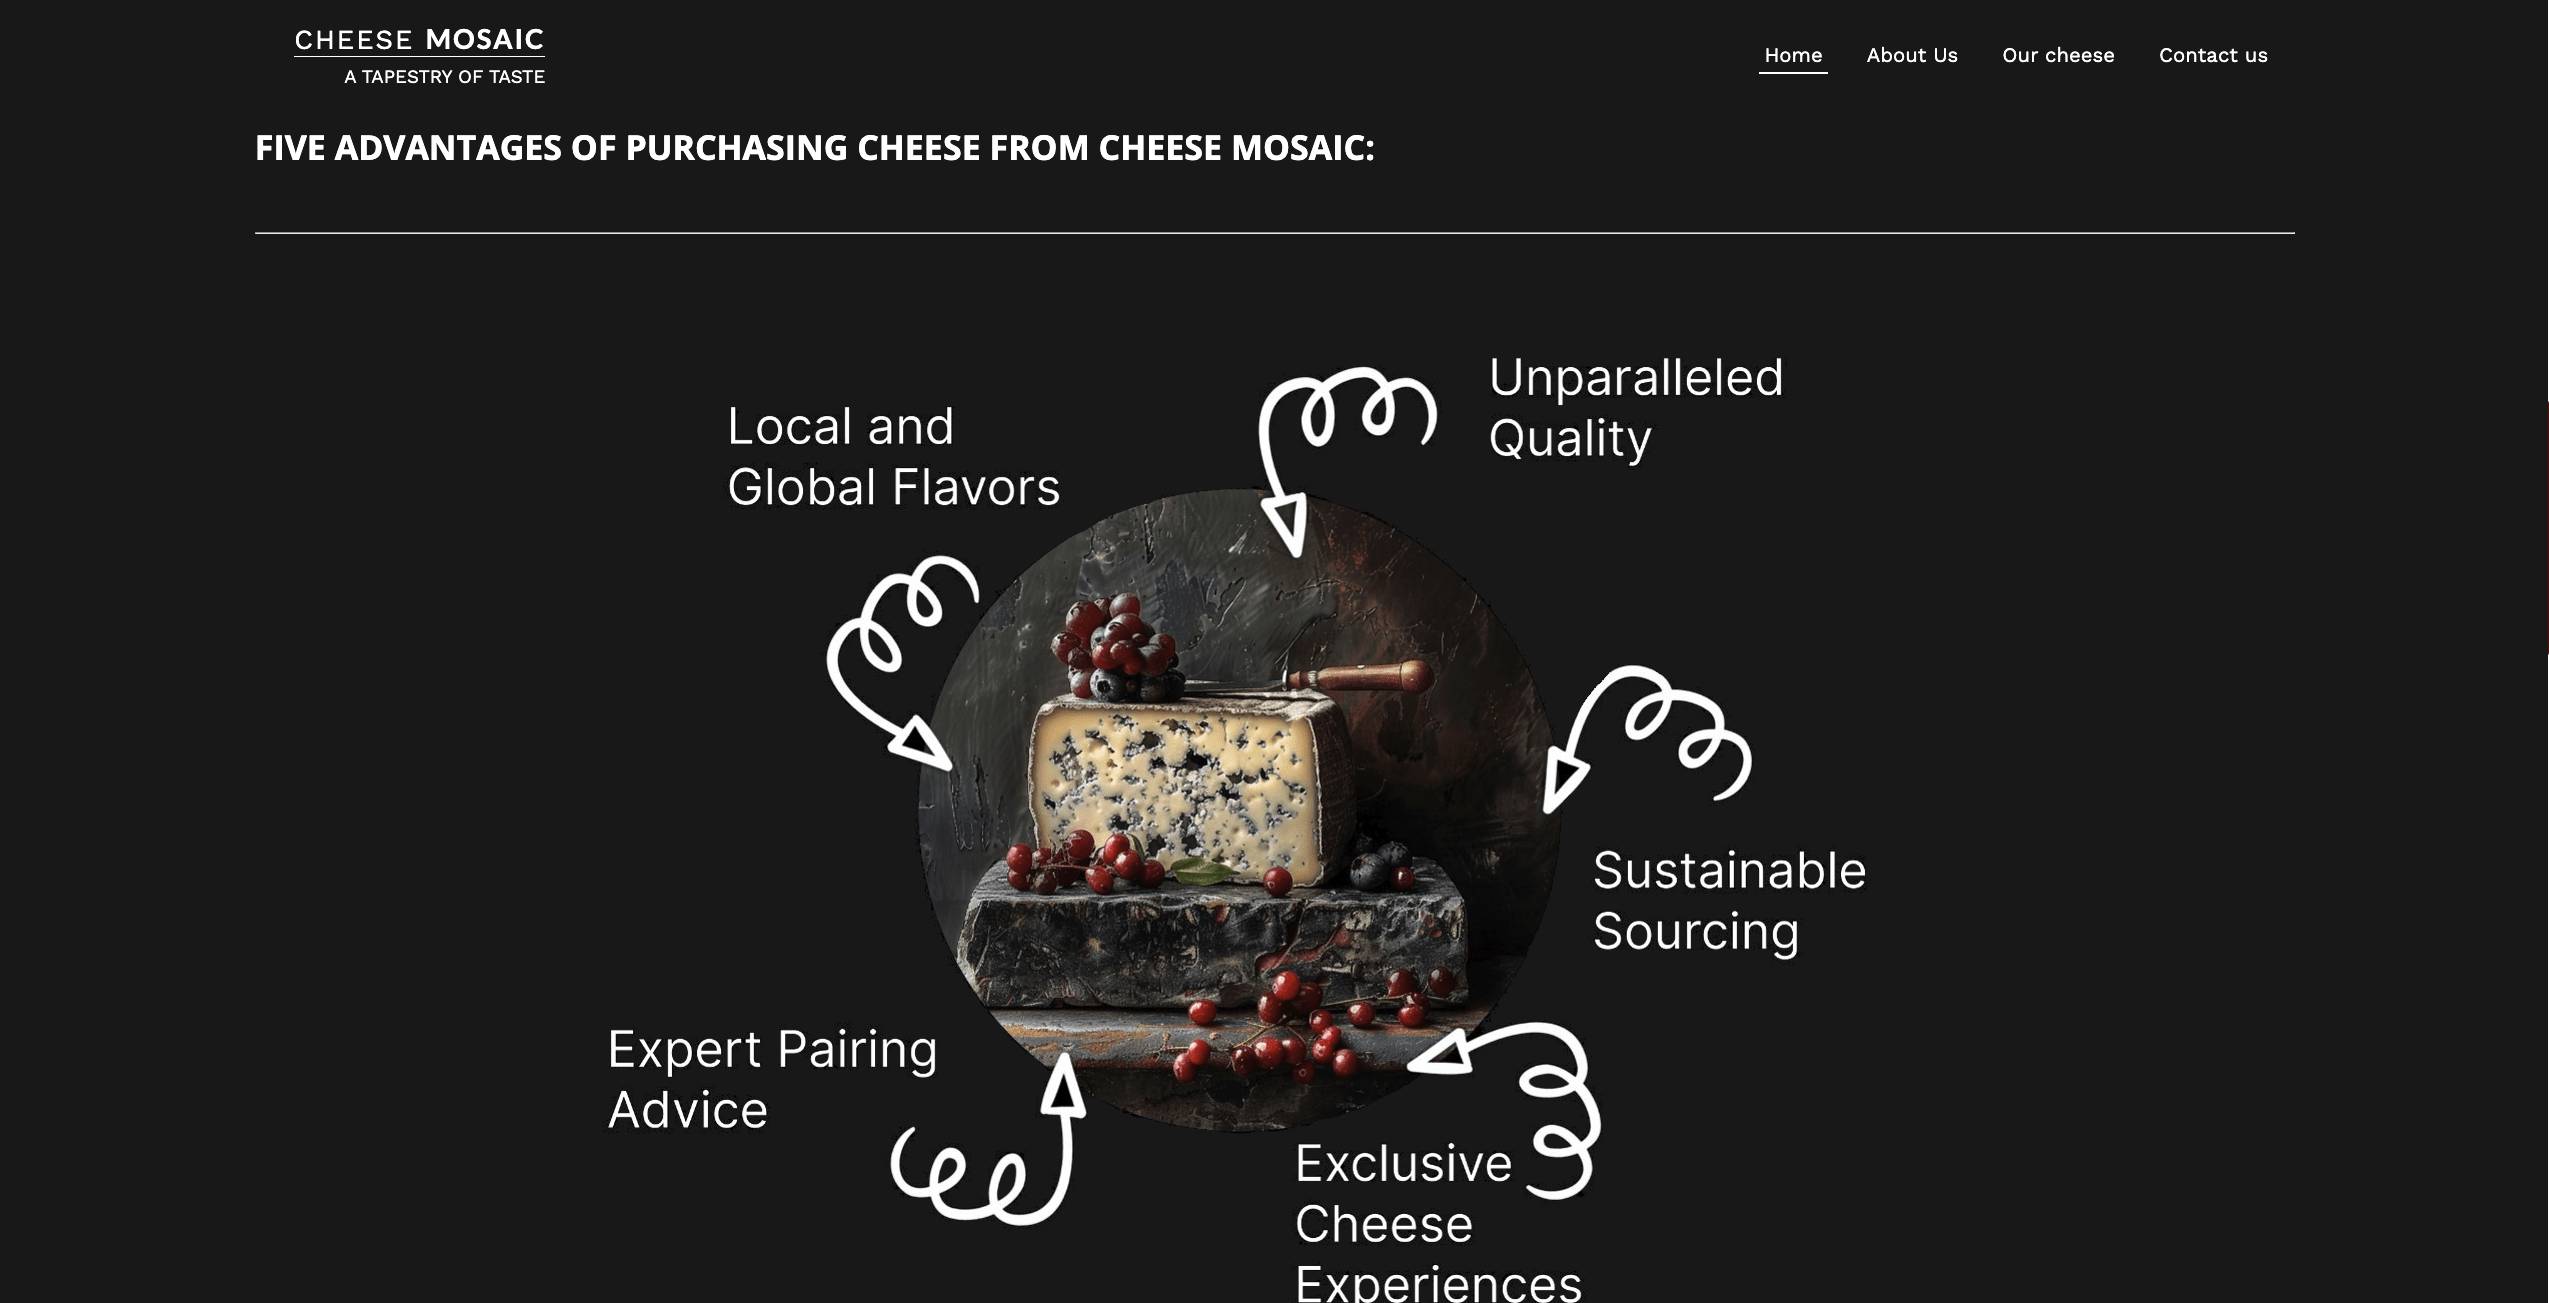 CHEESE MOSAIC
A TAPESTRY OF TASTE
Home About Us Our cheese Contact us
FIVE ADVANTAGES OF PURCHASING CHEESE FROM CHEESE MOSAIC:
Unparalleled
Quality
Local and
Global Flavors
Sustainable
Sourcing
Expert Pairing
Advice
Exclusive
Cheese
Experiences